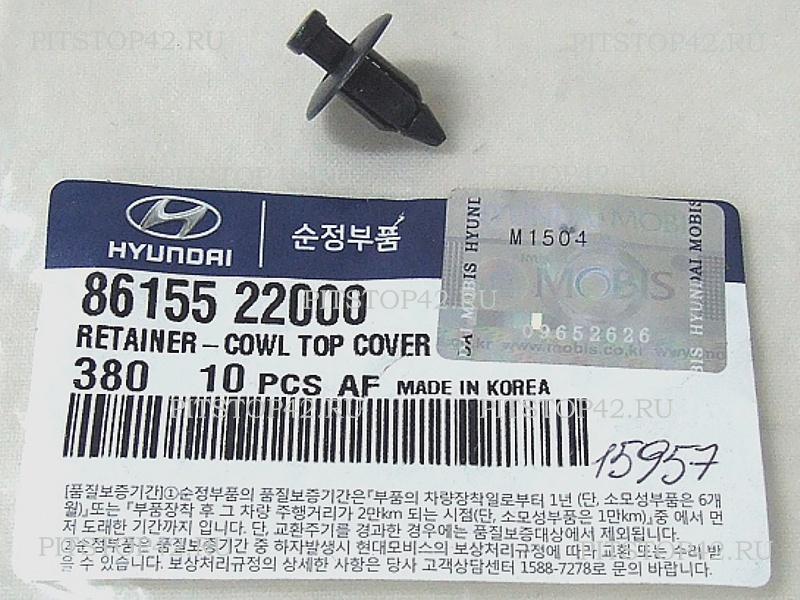 PITSTOP42.RU PITSTOP42.RU
HYUNDAI 순정부품
M1504
MOBIS
09652626
www.mobis.co.kr
HYUNDAI MOBIS
86155 22000
RETAINER-COWL TOP COVER
380 10 PCS AF MADE IN KOREA
PITSTOP42.RU PITSTOP42.RU
15957
[품질보증기간]①순정부품의 품질보증기간은『부품의 차량장착일로부터 1년 (단, 소모성부품은 6개
월)』또는 『부품장착 후 그 차량 주행거리가 2만km 되는 시점(단, 소모성부품은 1만km)』중 에서 먼
저 도래한 기간까지 입니다. 단, 교환주기를 경과한 경우에는 품질보증대상에서 제외됩니다.
②순정부품은 품질보증기간 중 하자발생시 현대모비스의 보상처리규정에 따라 교환 또는 수리 받
을 수 있습니다. 보상처리규정의 상세한 사항은 당사 고객상담센터 1588-7278로 문의 바랍니다.
PITSTOP42.RU PITSTOP42.RU